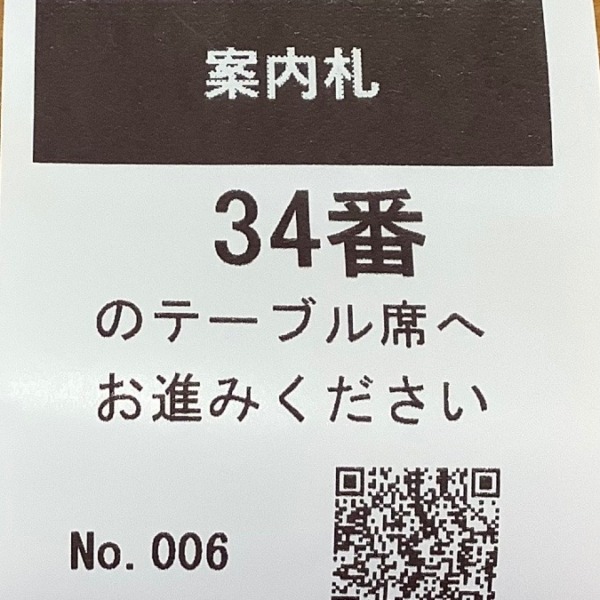 案内札
34番
のテーブル席へ
お進みください
No. 006